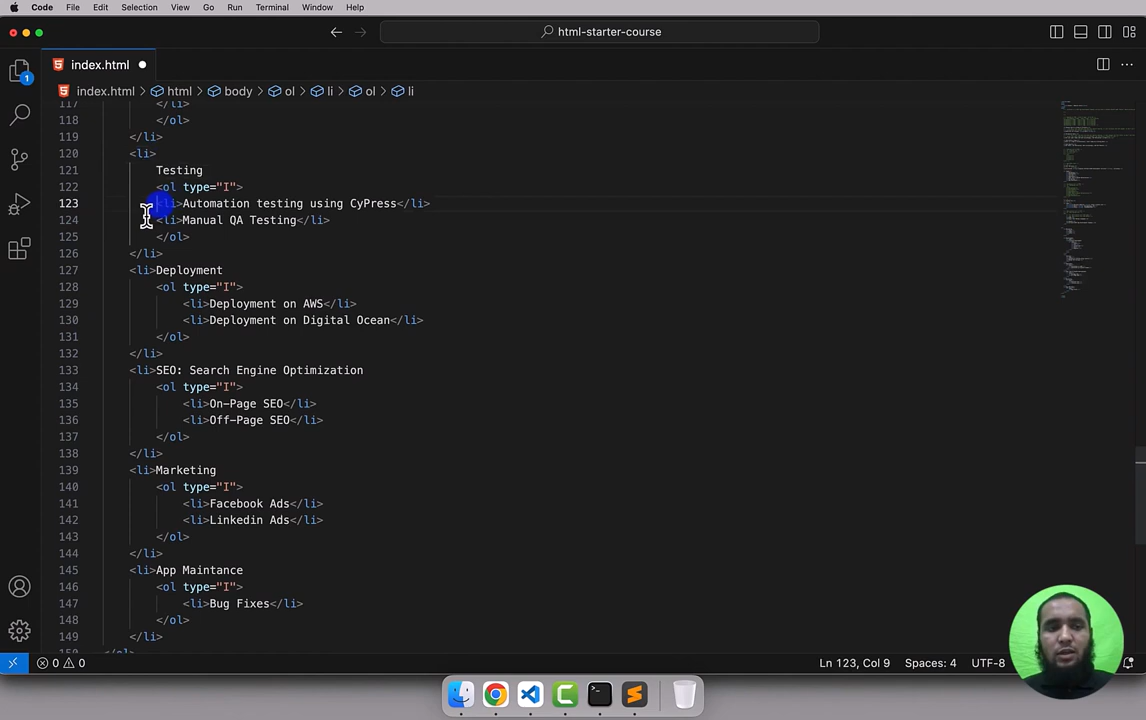 Code File Edit Selection View Go Run Terminal Window Help
html-starter-course
index.html
index.html html body ol li ol li
1
117 </li>
118 </ol>
119 </li>
120 <li>
121 Testing
122 <ol type="I">
123 <li>Automation testing using CyPress</li>
124 <li>Manual QA Testing</li>
125 </ol>
126 </li>
127 <li>Deployment
128 <ol type="I">
129 <li>Deployment on AWS</li>
130 <li>Deployment on Digital Ocean</li>
131 </ol>
132 </li>
133 <li>SEO: Search Engine Optimization
134 <ol type="I">
135 <li>On-Page SEO</li>
136 <li>Off-Page SEO</li>
137 </ol>
138 </li>
139 <li>Marketing
140 <ol type="I">
141 <li>Facebook Ads</li>
142 <li>Linkedin Ads</li>
143 </ol>
144 </li>
145 <li>App Maintance
146 <ol type="I">
147 <li>Bug Fixes</li>
148 </ol>
149 </li>
150 </ol>
0 0 Ln 123, Col 9 Spaces: 4 UTF-8